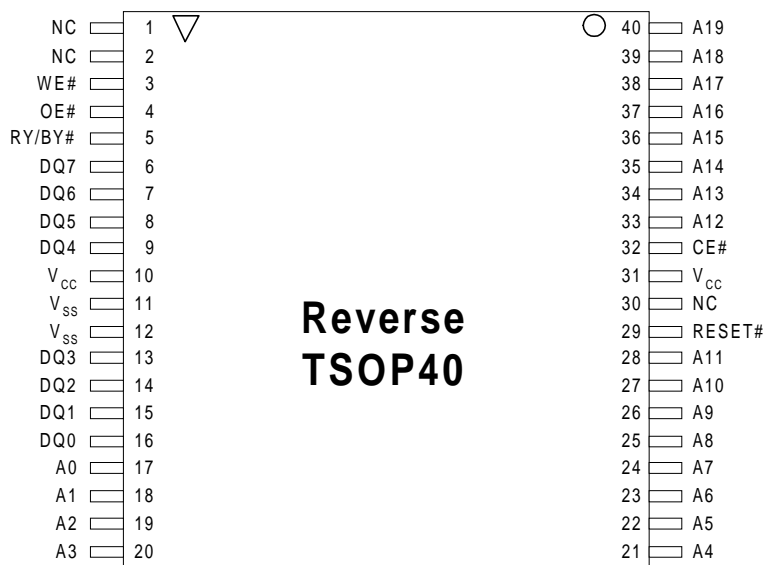 NC 1 40 A19
NC 2 39 A18
WE# 3 38 A17
OE# 4 37 A16
RY/BY# 5 36 A15
DQ7 6 35 A14
DQ6 7 34 A13
DQ5 8 33 A12
DQ4 9 32 CE#
VCC 10 31 VCC
VSS 11 30 NC
VSS 12 29 RESET#
DQ3 13 28 A11
DQ2 14 27 A10
DQ1 15 26 A9
DQ0 16 25 A8
A0 17 24 A7
A1 18 23 A6
A2 19 22 A5
A3 20 21 A4
Reverse
TSOP40